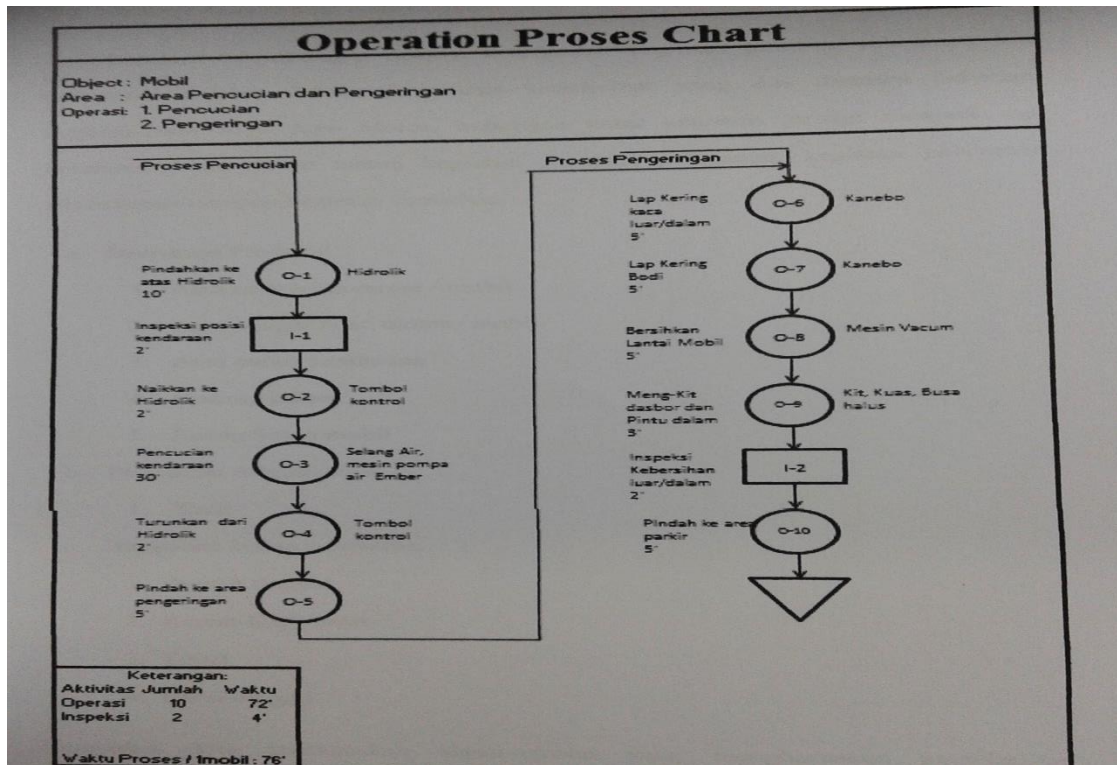 Operation Proses Chart
Object : Mobil
Area : Area Pencucian dan Pengeringan
Operasi: 1. Pencucian
2. Pengeringan
Proses Pencucian
Pindahkan ke
atas Hidrolik
10'
O-1
Hidrolik
Inspeksi posisi
kendaraan
2'
I-1
Naikkan ke
Hidrolik
2'
O-2
Tombol
kontrol
Pencucian
kendaraan
30'
O-3
Selang Air,
mesin pompa
air Ember
Turunkan dari
Hidrolik
2'
O-4
Tombol
kontrol
Pindah ke area
pengeringan
5'
O-5
Proses Pengeringan
Lap Kering
kaca
luar/dalam
5'
O-6
Kanebo
Lap Kering
Bodi
5'
O-7
Kanebo
Bersihkan
Lantai Mobil
5'
O-8
Mesin Vacum
Meng-Kit
dasbor dan
Pintu dalam
3'
O-9
Kit, Kuas, Busa
halus
Inspeksi
Kebersihan
luar/dalam
2'
I-2
Pindah ke area
parkir
5'
O-10
Keterangan:
Aktivitas Jumlah Waktu
Operasi 10 72'
Inspeksi 2 4'
Waktu Proses / 1mobil : 76'